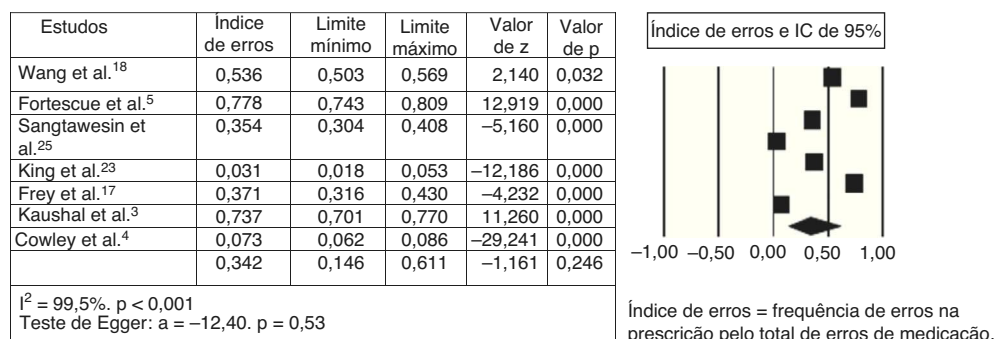 Estudos Índice de erros Limite mínimo Limite máximo Valor de z Valor de p
Wang et al.18 0,536 0,503 0,569 2,140 0,032
Fortescue et al.5 0,778 0,743 0,809 12,919 0,000
Sangtawesin et al.25 0,354 0,304 0,408 –5,160 0,000
King et al.23 0,031 0,018 0,053 –12,186 0,000
Frey et al.17 0,371 0,316 0,430 –4,232 0,000
Kaushal et al.3 0,737 0,701 0,770 11,260 0,000
Cowley et al.4 0,073 0,062 0,086 –29,241 0,000
0,342 0,146 0,611 –1,161 0,246
I2 = 99,5%. p < 0,001
Teste de Egger: a = –12,40. p = 0,53
Índice de erros e IC de 95%
–1,00 –0,50 0,00 0,50 1,00
Índice de erros = frequência de erros na
prescrição pelo total de erros de medicação.